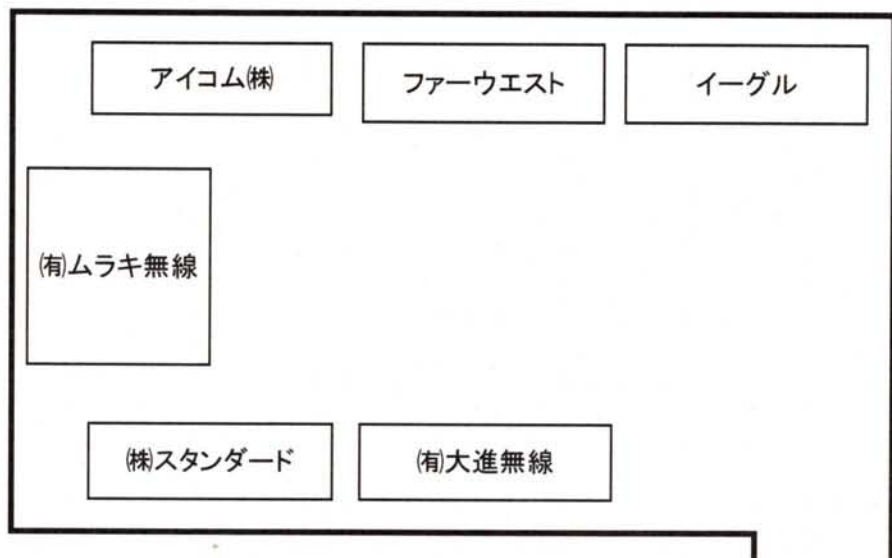 アイコム㈱
ファーウエスト
イーグル
㈲ムラキ無線
㈱スタンダード
㈲大進無線